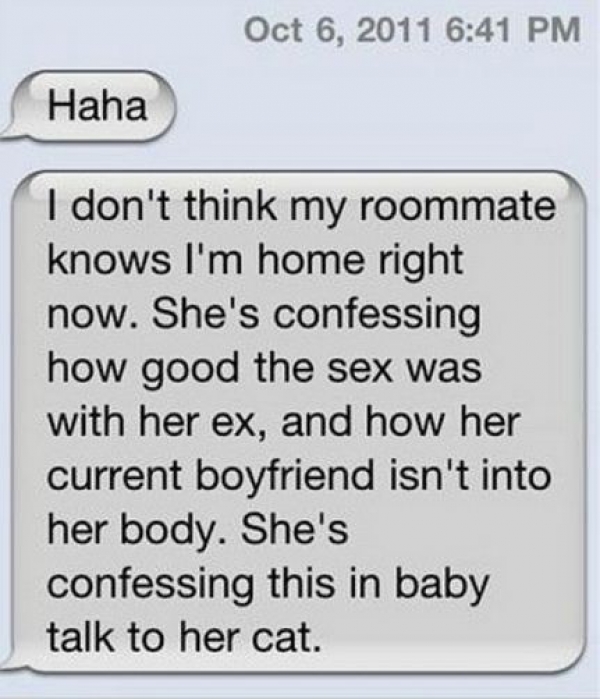 Oct 6, 2011 6:41 PM
Haha
I don't think my roommate
knows I'm home right
now. She's confessing
how good the sex was
with her ex, and how her
current boyfriend isn't into
her body. She's
confessing this in baby
talk to her cat.